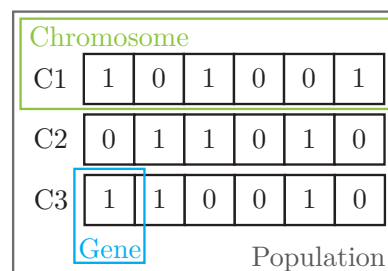 Chromosome
C1 1 0 1 0 0 1
C2 0 1 1 0 1 0
C3 1 1 0 0 1 0
Gene
Population